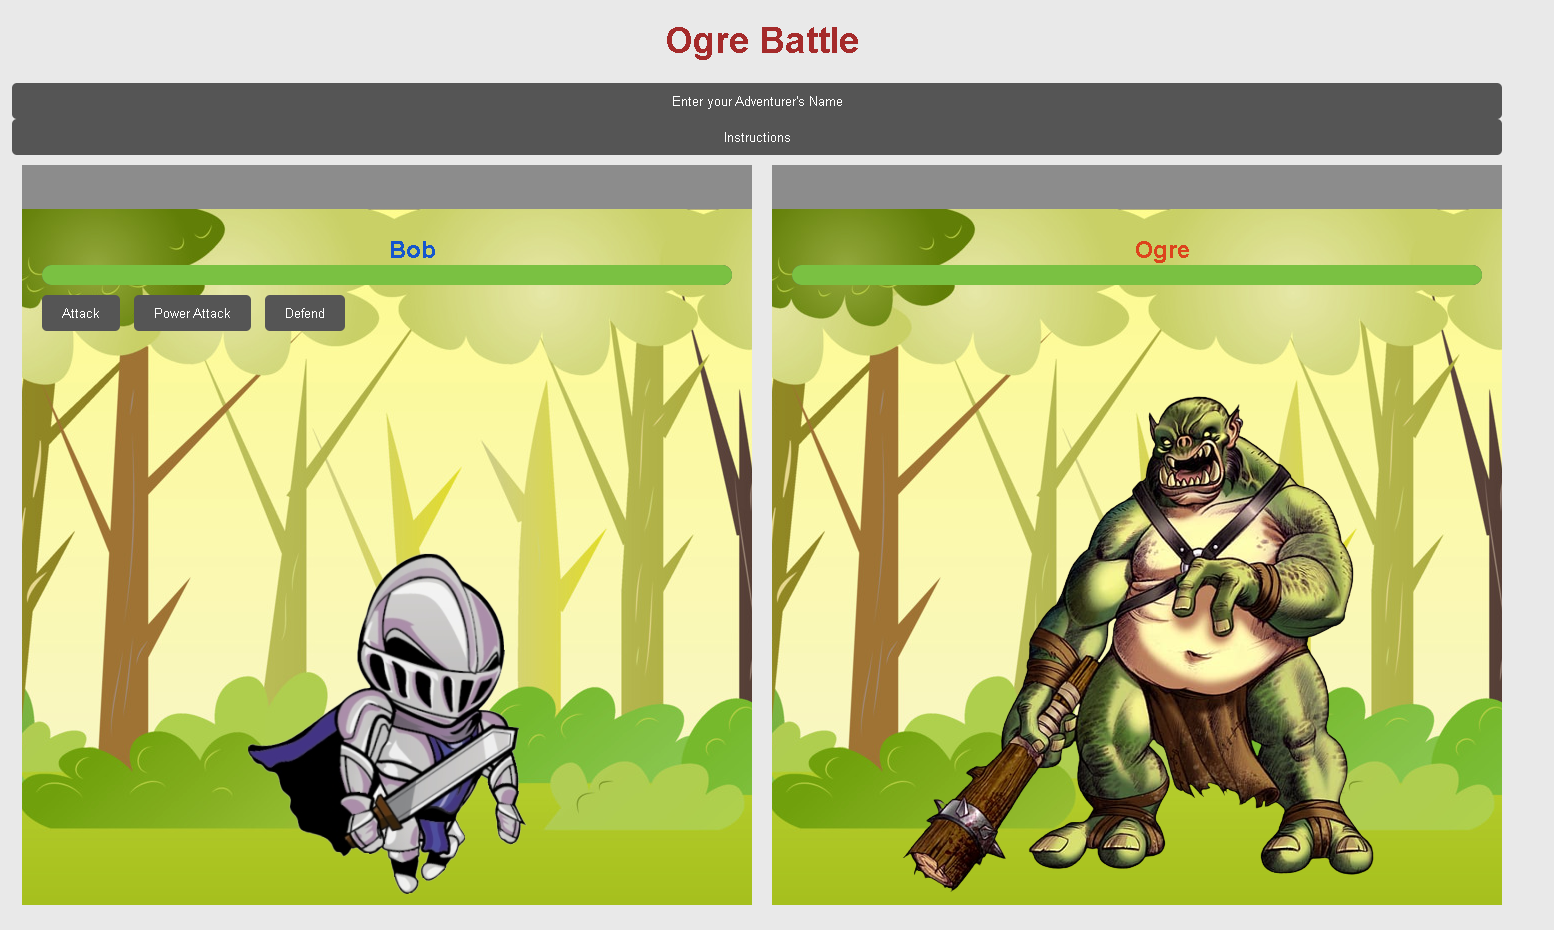 Ogre Battle
Enter your Adventurer's Name
Instructions
Bob
Attack Power Attack Defend
Ogre